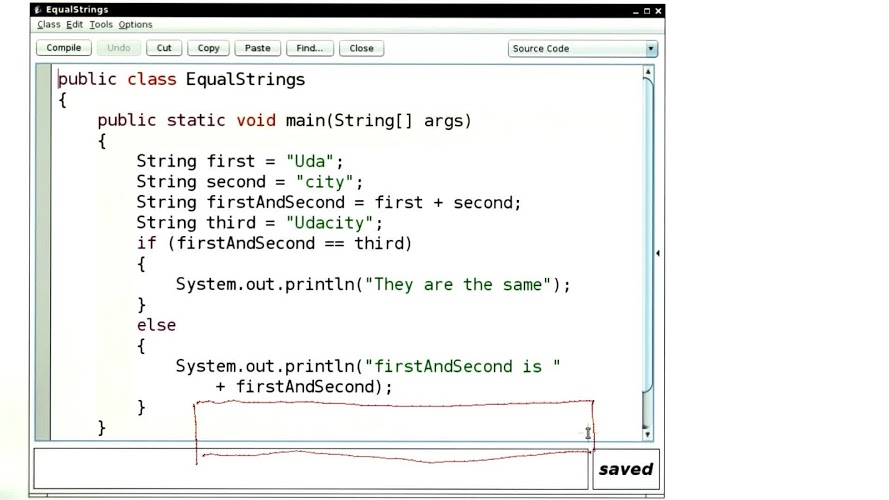 EqualStrings
Class Edit Tools Options
Compile Undo Cut Copy Paste Find... Close Source Code
public class EqualStrings
{
public static void main(String[] args)
{
String first = "Uda";
String second = "city";
String firstAndSecond = first + second;
String third = "Udacity";
if (firstAndSecond == third)
{
System.out.println("They are the same");
}
else
{
System.out.println("firstAndSecond is "
+ firstAndSecond);
}
}
saved